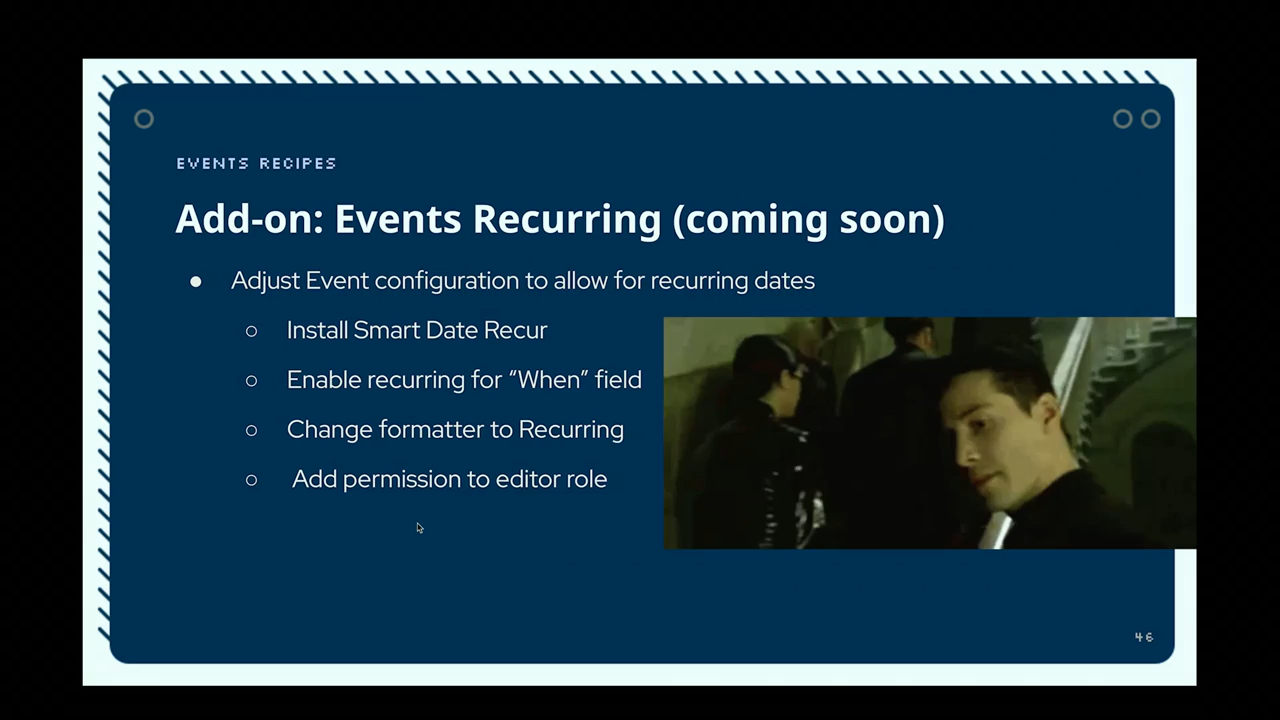 EVENTS RECIPES
Add-on: Events Recurring (coming soon)
● Adjust Event configuration to allow for recurring dates
○ Install Smart Date Recur
○ Enable recurring for “When” field
○ Change formatter to Recurring
○ Add permission to editor role
46